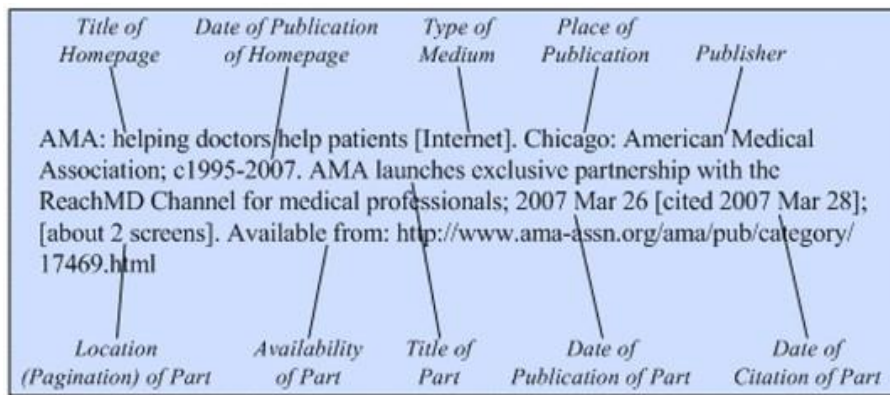 Title of Date of Publication Type of Place of
Homepage of Homepage Medium Publication Publisher
AMA: helping doctors help patients [Internet]. Chicago: American Medical
Association; c1995-2007. AMA launches exclusive partnership with the
ReachMD Channel for medical professionals; 2007 Mar 26 [cited 2007 Mar 28];
[about 2 screens]. Available from: http://www.ama-assn.org/ama/pub/category/
17469.html
Location Availability Title of Date of Date of
(Pagination) of Part of Part Part Publication of Part Citation of Part